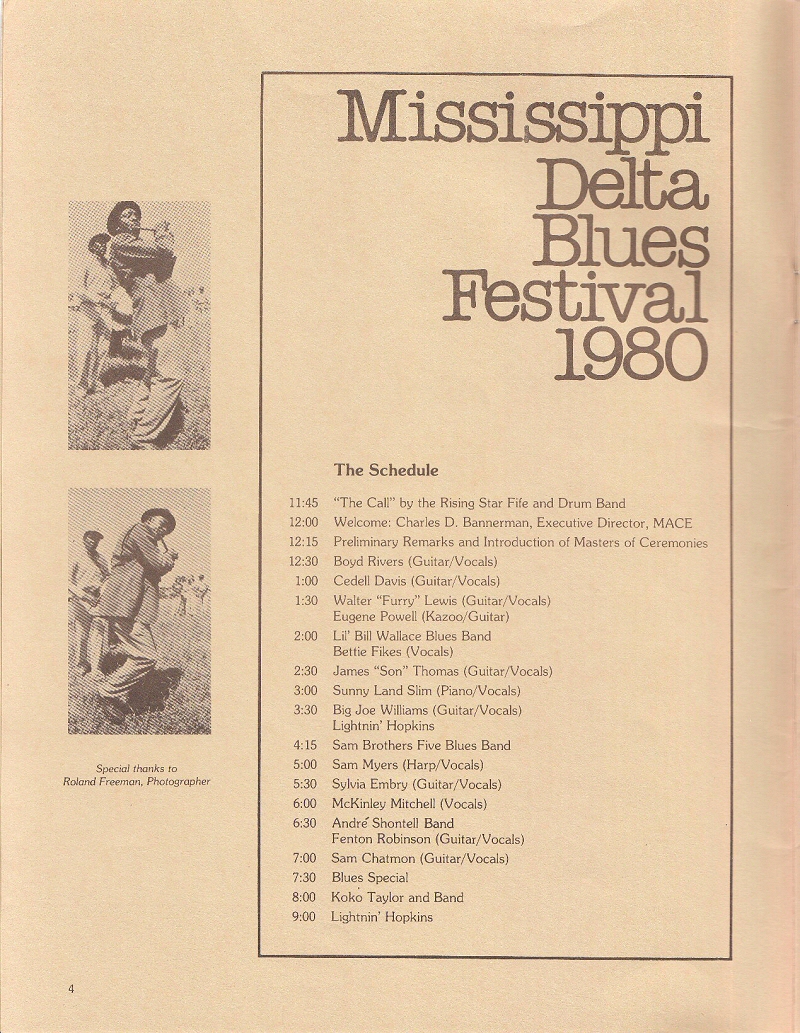 Mississippi
Delta
Blues
Festival
1980
The Schedule
11:45 "The Call" by the Rising Star Fife and Drum Band
12:00 Welcome: Charles D. Bannerman, Executive Director, MACE
12:15 Preliminary Remarks and Introduction of Masters of Ceremonies
12:30 Boyd Rivers (Guitar/Vocals)
1:00 Cedell Davis (Guitar/Vocals)
1:30 Walter "Furry" Lewis (Guitar/Vocals)
Eugene Powell (Kazoo/Guitar)
2:00 Lil' Bill Wallace Blues Band
Bettie Fikes (Vocals)
2:30 James "Son" Thomas (Guitar/Vocals)
3:00 Sunny Land Slim (Piano/Vocals)
3:30 Big Joe Williams (Guitar/Vocals)
Lightnin' Hopkins
4:15 Sam Brothers Five Blues Band
5:00 Sam Myers (Harp/Vocals)
5:30 Sylvia Embry (Guitar/Vocals)
6:00 McKinley Mitchell (Vocals)
6:30 André Shontell Band
Fenton Robinson (Guitar/Vocals)
7:00 Sam Chatmon (Guitar/Vocals)
7:30 Blues Special
8:00 Koko Taylor and Band
9:00 Lightnin' Hopkins
Special thanks to
Roland Freeman, Photographer
4